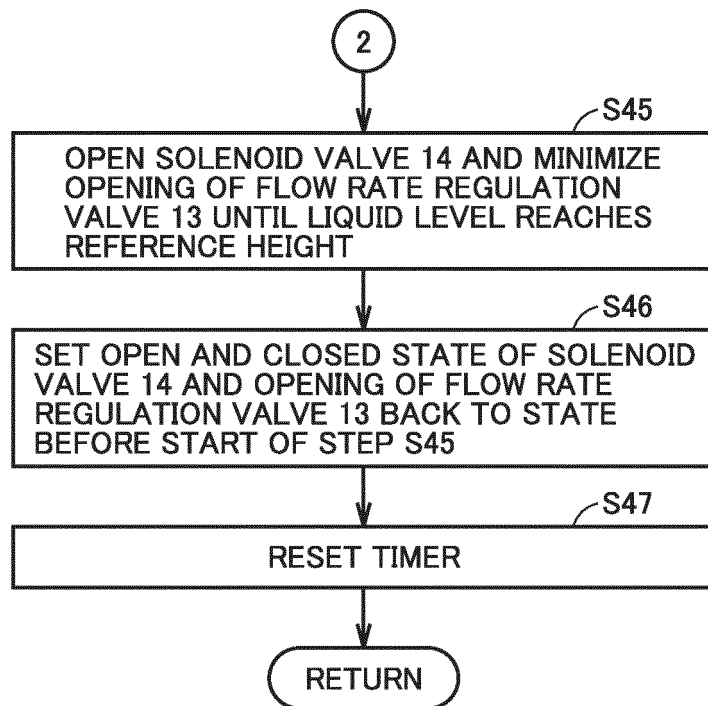 2
S45
OPEN SOLENOID VALVE 14 AND MINIMIZE
OPENING OF FLOW RATE REGULATION
VALVE 13 UNTIL LIQUID LEVEL REACHES
REFERENCE HEIGHT
S46
SET OPEN AND CLOSED STATE OF SOLENOID
VALVE 14 AND OPENING OF FLOW RATE
REGULATION VALVE 13 BACK TO STATE
BEFORE START OF STEP S45
S47
RESET TIMER
RETURN